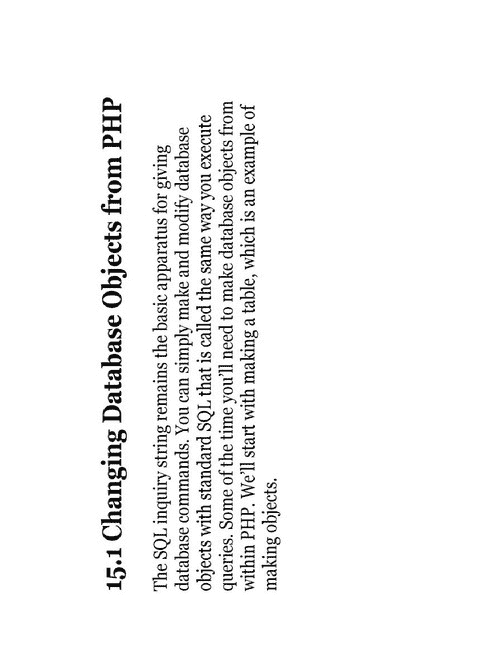 15.1 Changing Database Objects from PHP
The SQL inquiry string remains the basic apparatus for giving
database commands. You can simply make and modify database
objects with standard SQL that is called the same way you execute
queries. Some of the time you'll need to make database objects from
within PHP. We'll start with making a table, which is an example of
making objects.